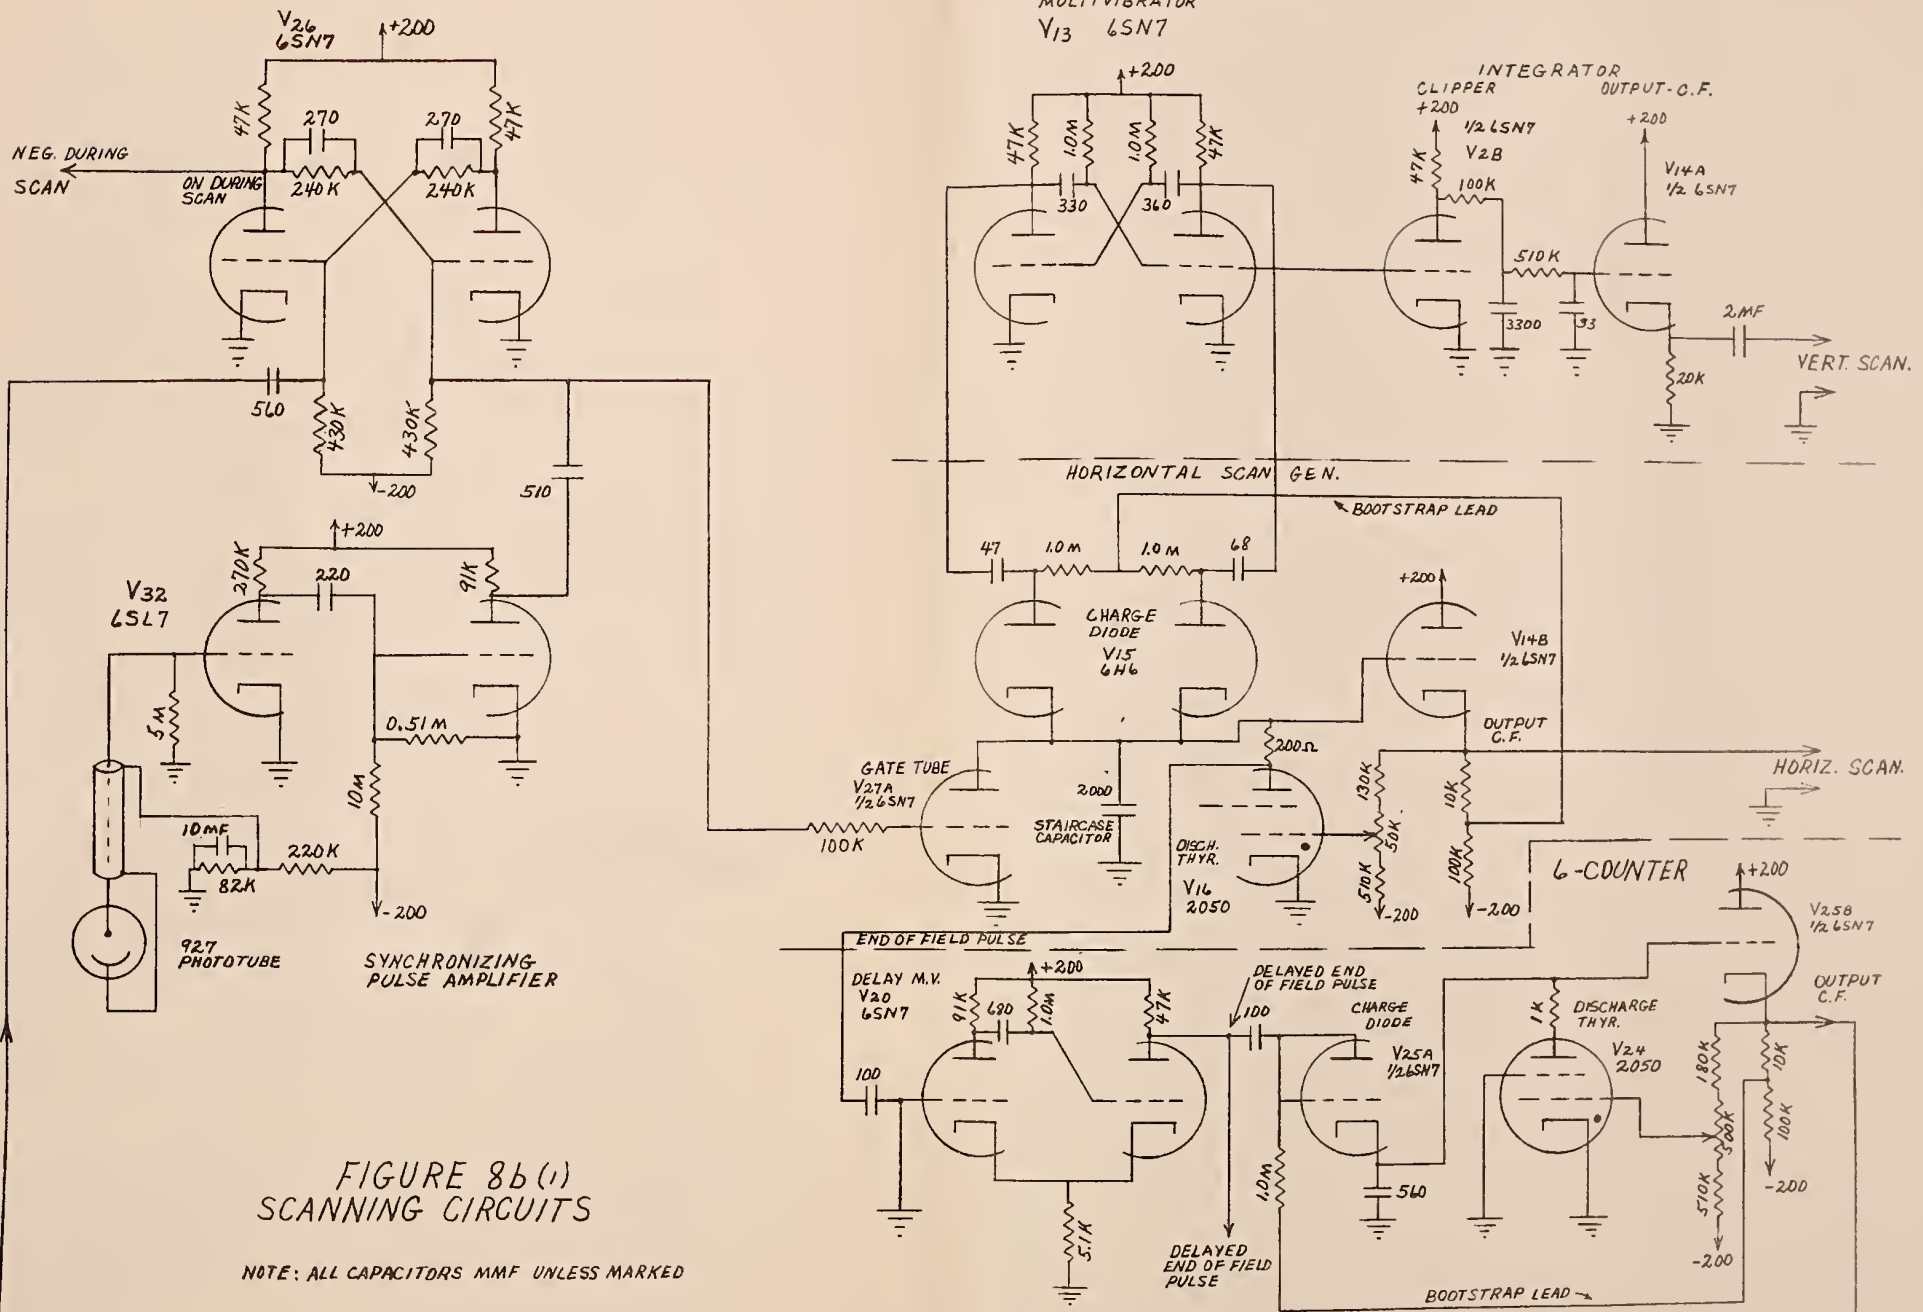 V26
6SN7
+200
47K
270
270
47K
NEG. DURING
SCAN
ON DURING
SCAN
240K
240K
560
430K
430K
-200
510
+200
V32
6SL7
270K
220
91K
5M
0.51M
10M
10MF
82K
220K
-200
927
PHOTOTUBE
SYNCHRONIZING
PULSE AMPLIFIER
FIGURE 8b(1)
SCANNING CIRCUITS
NOTE: ALL CAPACITORS MMF UNLESS MARKED
MULTIVIBRATOR
V13 6SN7
+200
47K
1.0M
1.0M
47K
330
360
INTEGRATOR
CLIPPER
+200
1/2 6SN7
V2B
47K
100K
OUTPUT-C.F.
+200
V14A
1/2 6SN7
510K
3300
33
2MF
20K
VERT. SCAN.
HORIZONTAL SCAN GEN.
BOOTSTRAP LEAD
47
1.0M
1.0M
68
CHARGE
DIODE
V15
6H6
+200
V14B
1/2 6SN7
OUTPUT
C.F.
GATE TUBE
V27A
1/2 6SN7
100K
2000
STAIRCASE
CAPACITOR
200Ω
DISCH.
THYR.
V16
2050
130K
50K
510K
-200
10K
100K
-200
HORIZ. SCAN.
END OF FIELD PULSE
6-COUNTER
DELAY M.V.
V20
6SN7
+200
91K
680
1.0M
47K
100
5.1K
DELAYED END
OF FIELD PULSE
100
CHARGE
DIODE
V25A
1/2 6SN7
1.0M
560
DELAYED
END OF FIELD
PULSE
1K
DISCHARGE
THYR.
V24
2050
+200
V25B
1/2 6SN7
OUTPUT
C.F.
180K
500K
510K
-200
10K
100K
-200
BOOTSTRAP LEAD